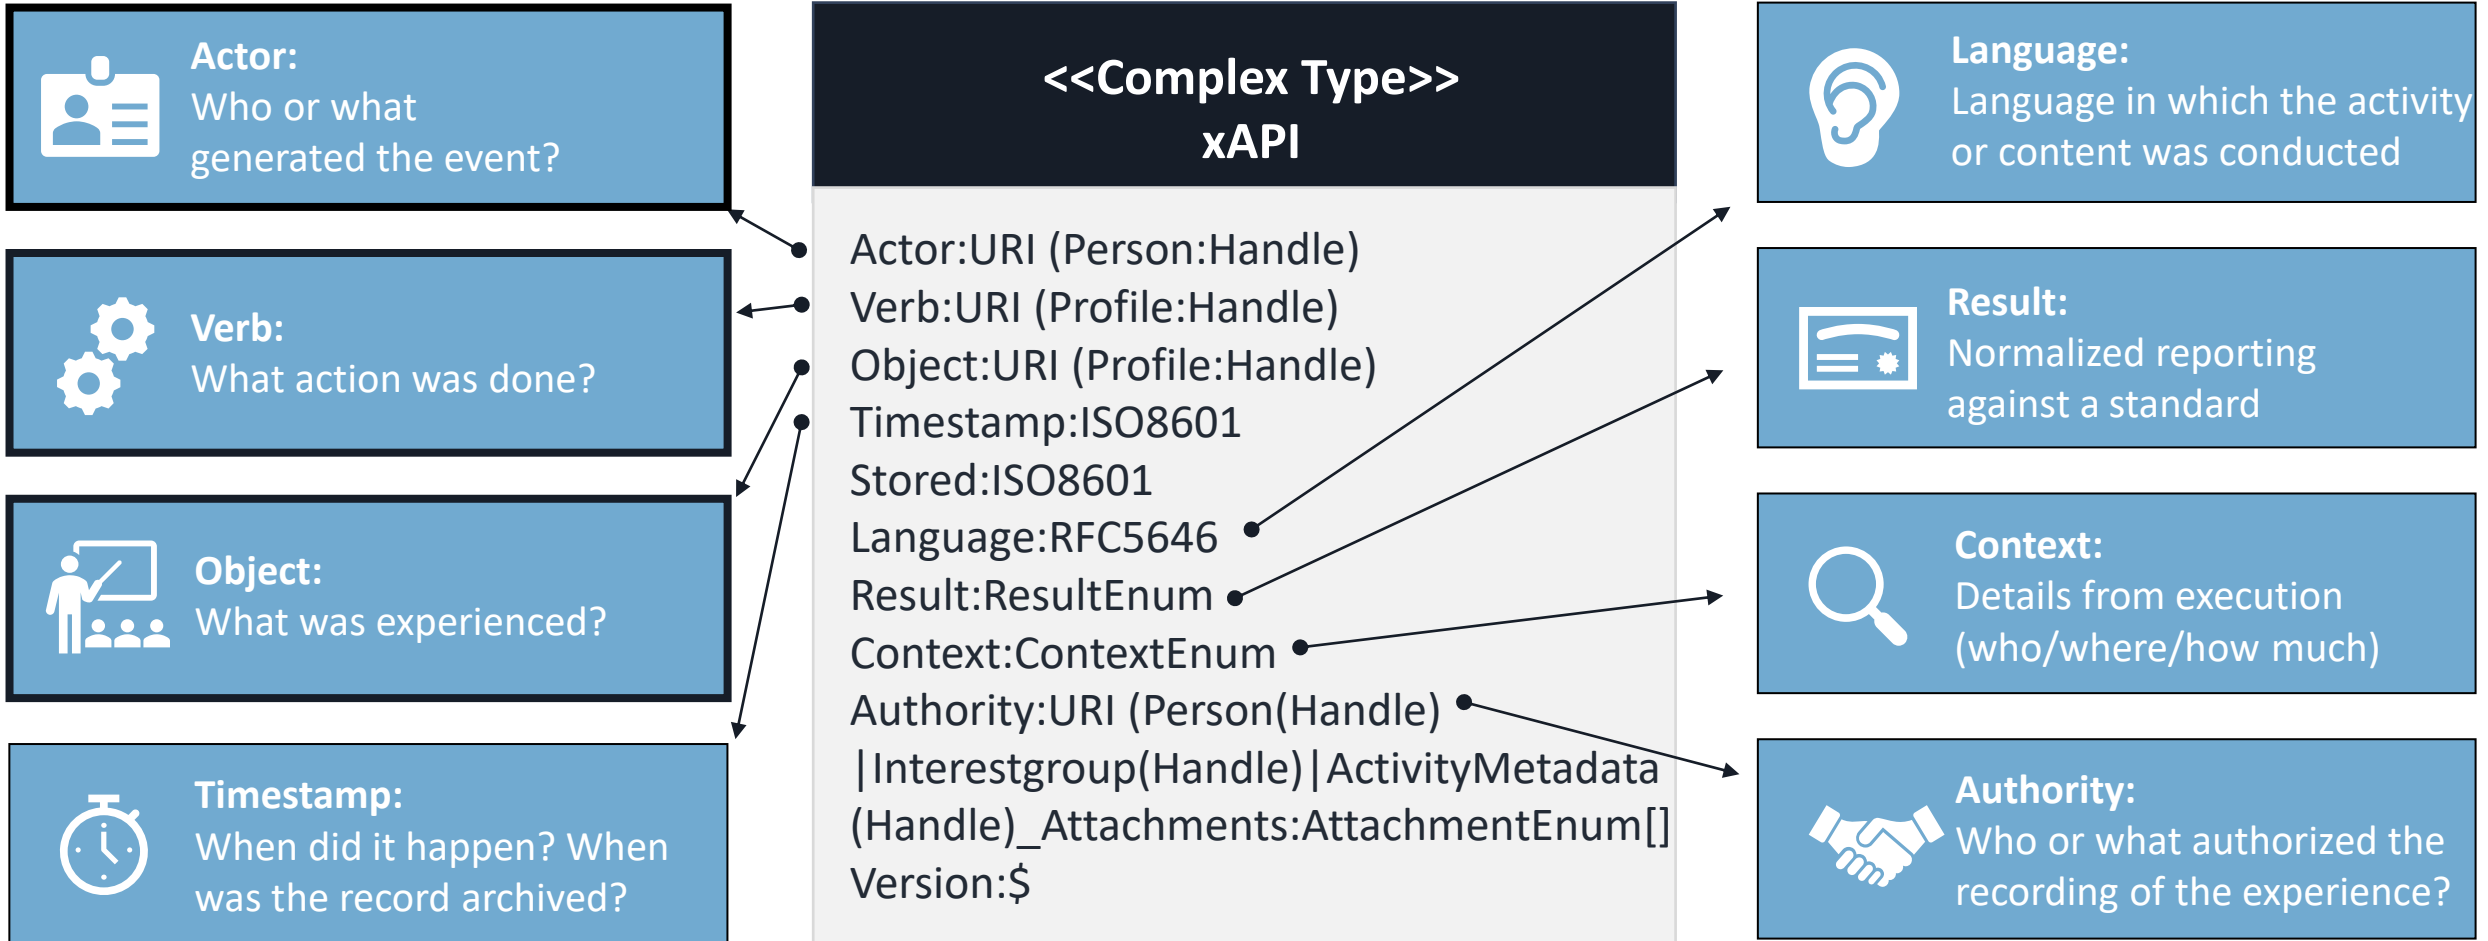 Actor:
Who or what
generated the event?
Verb:
What action was done?
Object:
What was experienced?
Timestamp:
When did it happen? When
was the record archived?
<<Complex Type>>
xAPI
Actor:URI (Person:Handle)
Verb:URI (Profile:Handle)
Object:URI (Profile:Handle)
Timestamp:ISO8601
Stored:ISO8601
Language:RFC5646
Result:ResultEnum
Context:ContextEnum
Authority:URI (Person(Handle)
|Interestgroup(Handle)|ActivityMetadata
(Handle)_Attachments:AttachmentEnum[]
Version:$
Language:
Language in which the activity
or content was conducted
Result:
Normalized reporting
against a standard
Context:
Details from execution
(who/where/how much)
Authority:
Who or what authorized the
recording of the experience?